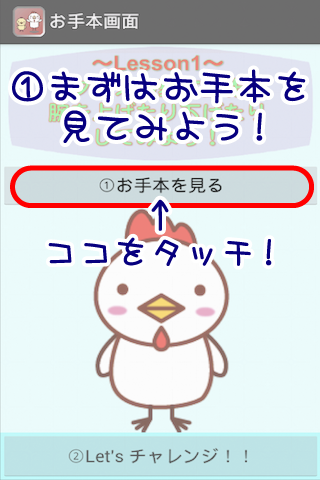 お手本画面
～Lesson1～
①まずはお手本を
見てみよう！
①お手本を見る
↑
ココをタッチ！
②Let's チャレンジ！！